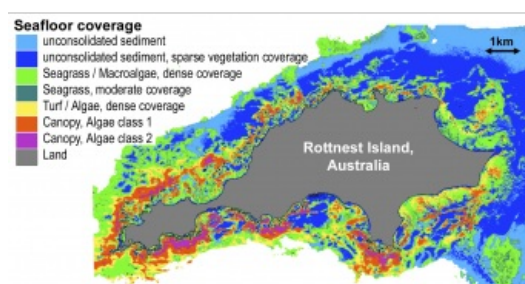 Seafloor coverage
unconsolidated sediment
unconsolidated sediment, sparse vegetation coverage
Seagrass / Macroalgae, dense coverage
Seagrass, moderate coverage
Turf / Algae, dense coverage
Canopy, Algae class 1
Canopy, Algae class 2
Land
1km
Rottnest Island,
Australia